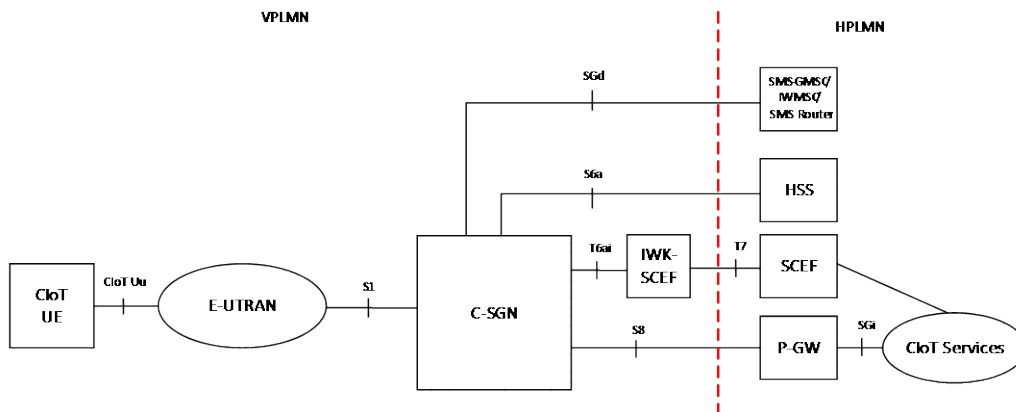 VPLMN
HPLMN
SGd
SMS-GMSC/
IWMSC/
SMS Router
S6a
HSS
T6ai
IWK-
SCEF
T7
SCEF
CIoT
UE
CIoT Uu
E-UTRAN
S1
C-SGN
S8
P-GW
SGi
CIoT Services